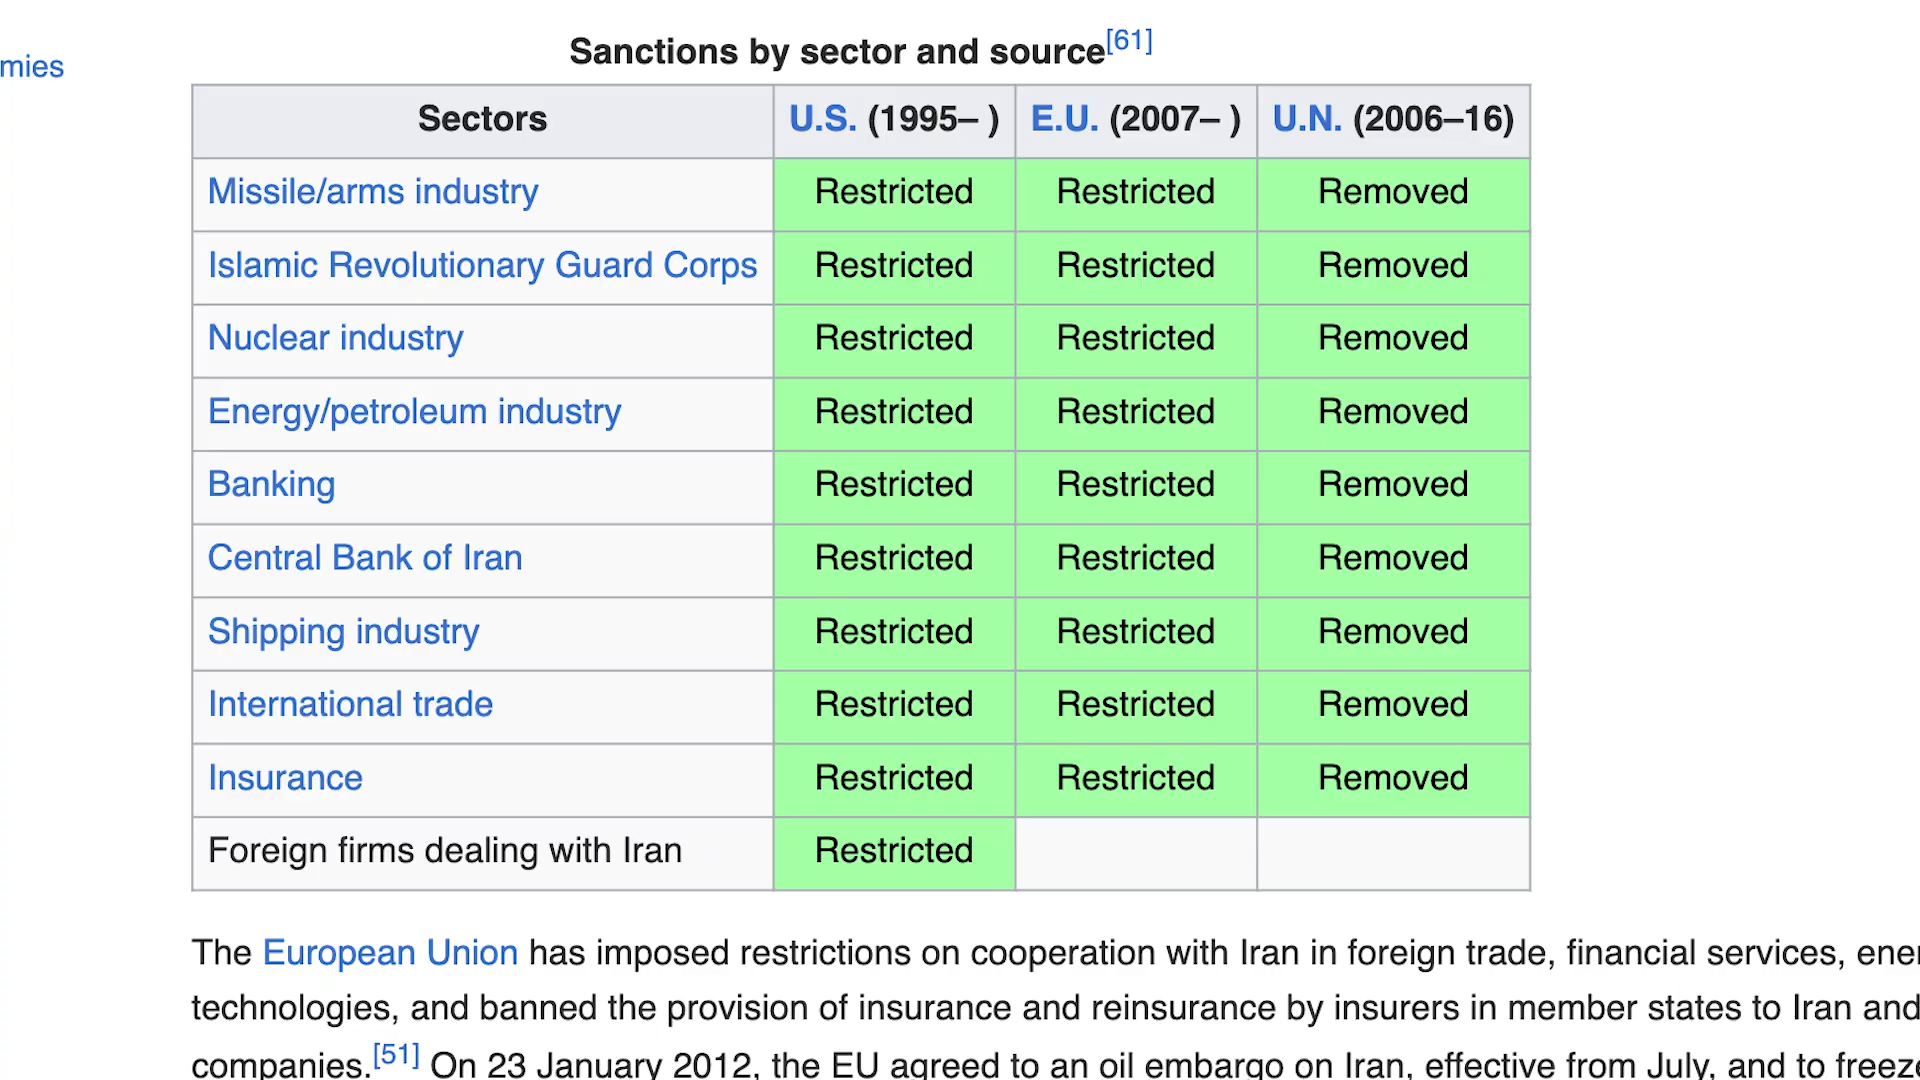 Sanctions by sector and source[61]
mies
Sectors U.S. (1995– ) E.U. (2007– ) U.N. (2006–16)
Missile/arms industry Restricted Restricted Removed
Islamic Revolutionary Guard Corps Restricted Restricted Removed
Nuclear industry Restricted Restricted Removed
Energy/petroleum industry Restricted Restricted Removed
Banking Restricted Restricted Removed
Central Bank of Iran Restricted Restricted Removed
Shipping industry Restricted Restricted Removed
International trade Restricted Restricted Removed
Insurance Restricted Restricted Removed
Foreign firms dealing with Iran Restricted
The European Union has imposed restrictions on cooperation with Iran in foreign trade, financial services, ener
technologies, and banned the provision of insurance and reinsurance by insurers in member states to Iran and
companies.[51] On 23 January 2012, the EU agreed to an oil embargo on Iran, effective from July, and to freeze